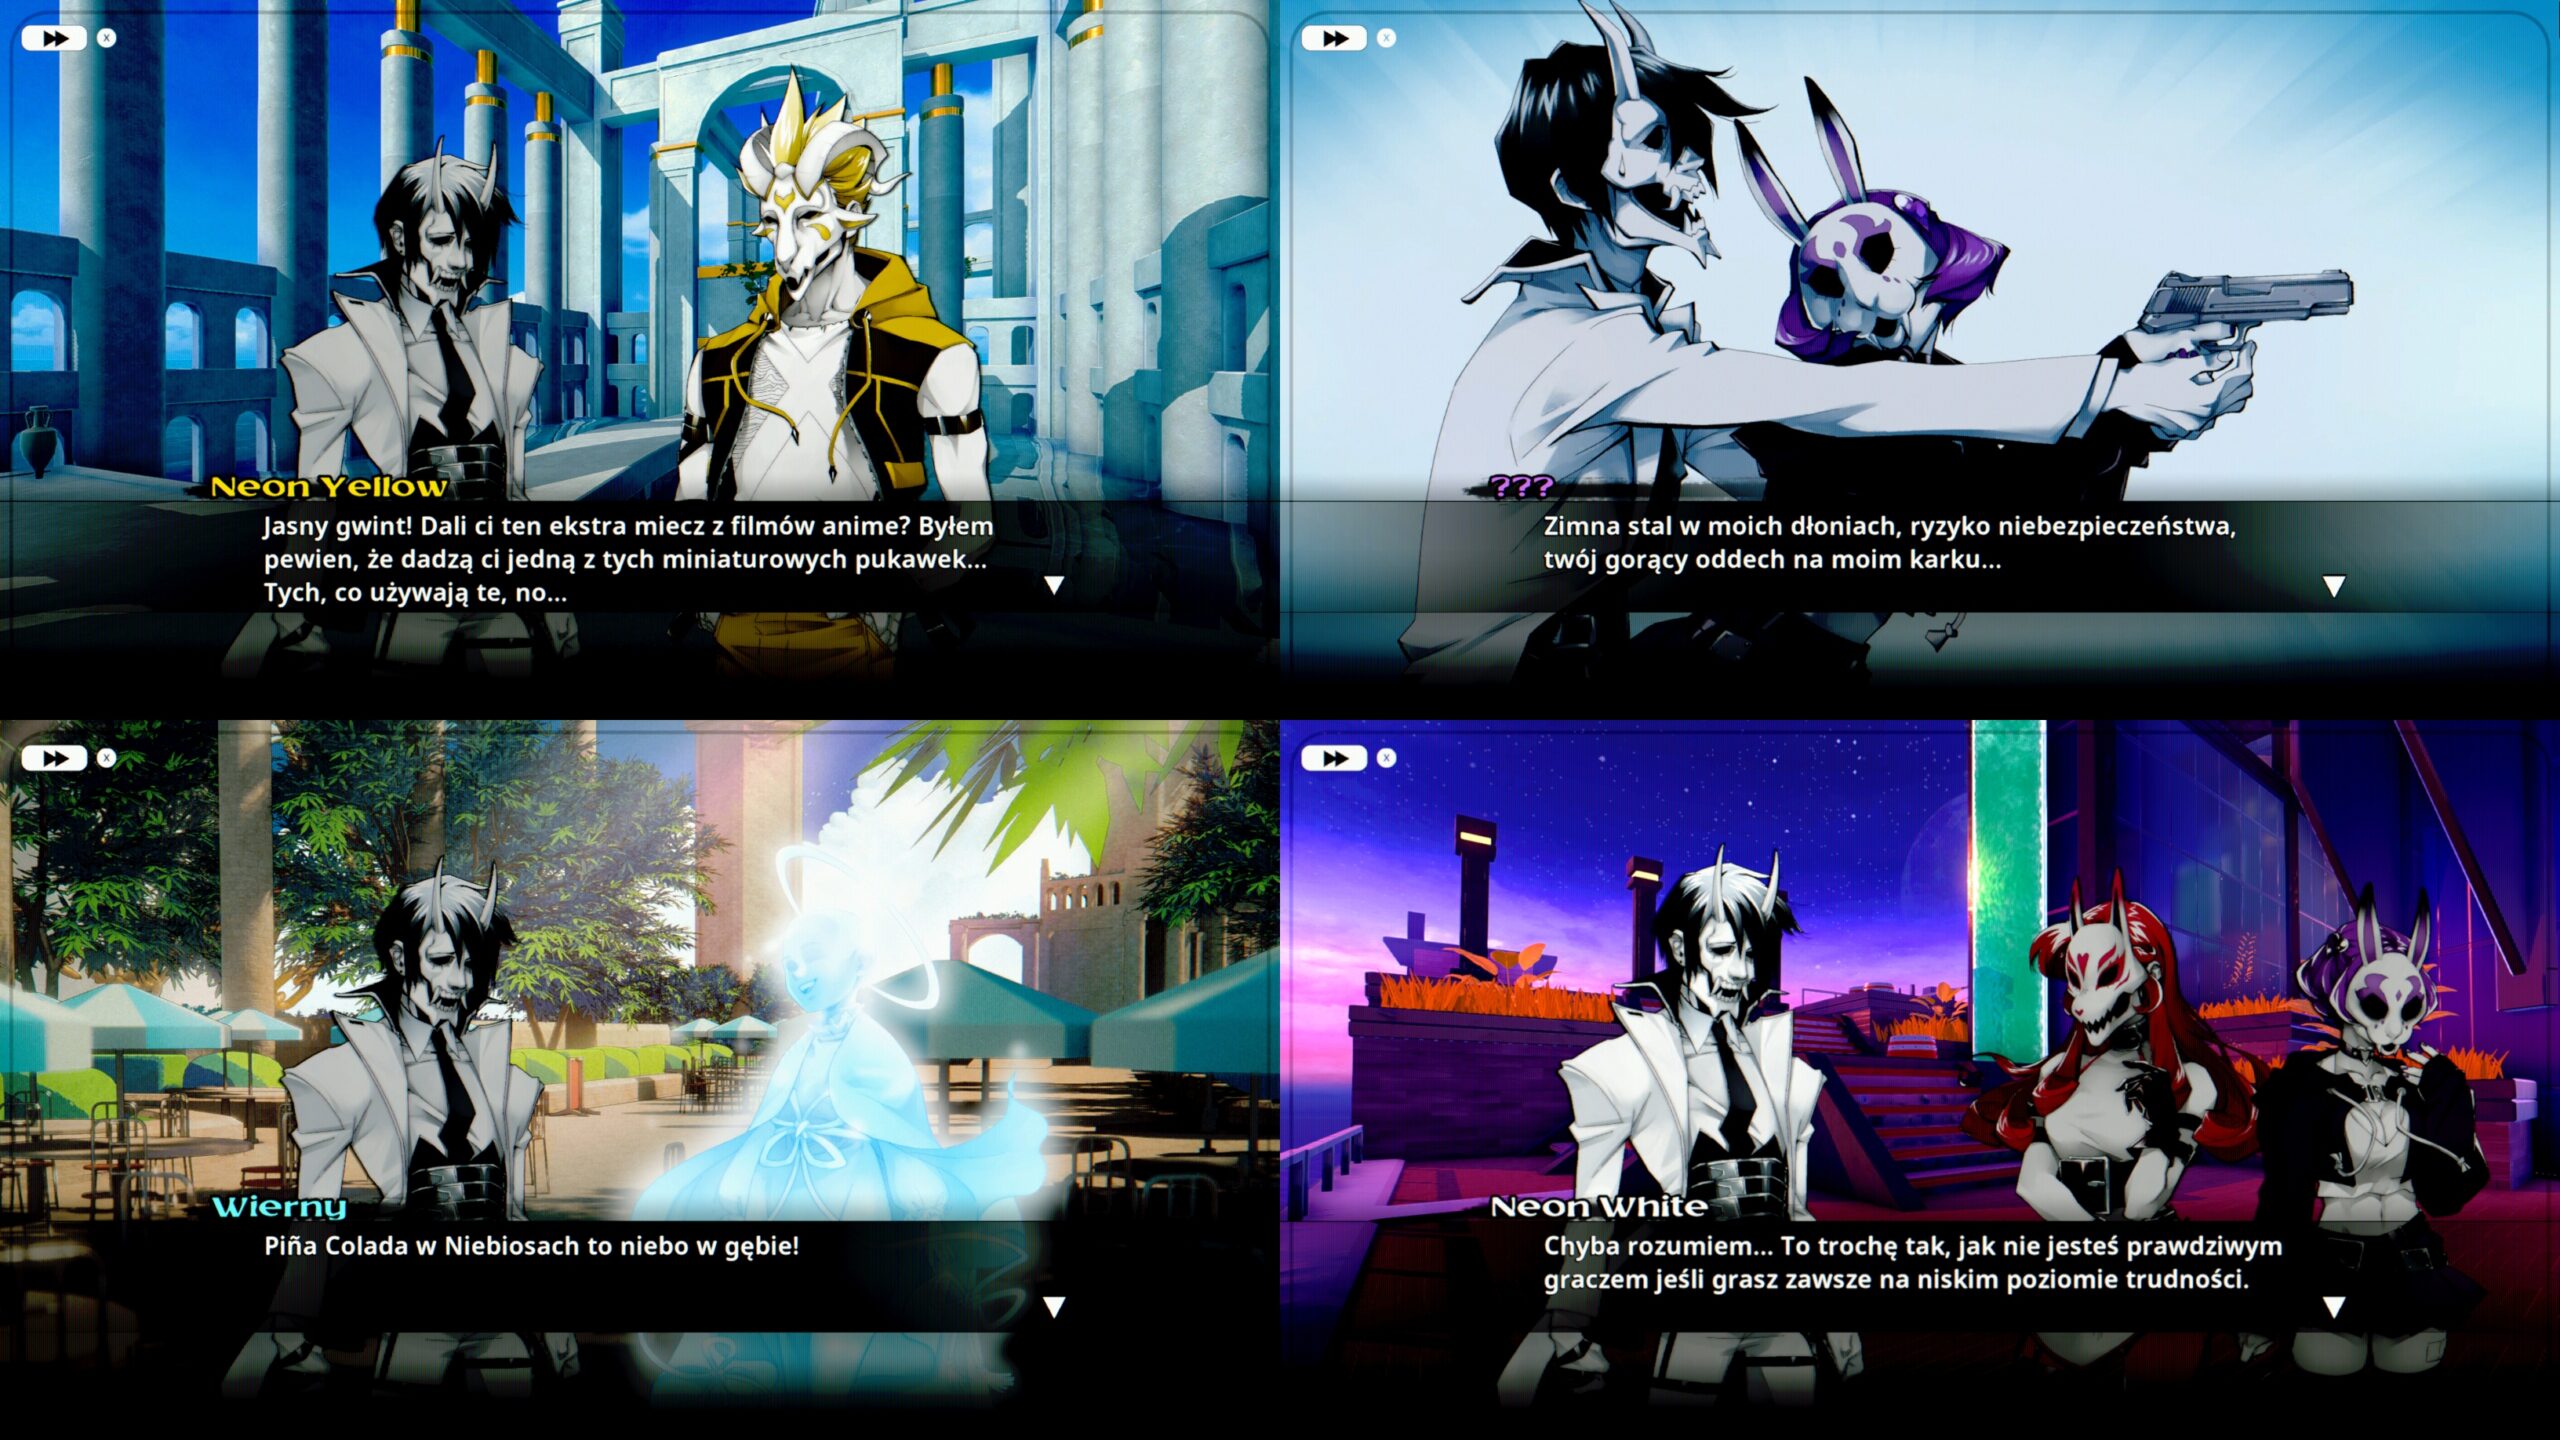 X
Neon Yellow
Jasny gwint! Dali ci ten ekstra miecz z filmów anime? Byłem
pewien, że dadzą ci jedną z tych miniaturowych pukawek...
Tych, co używają te, no...
X
???
Zimna stal w moich dłoniach, ryzyko niebezpieczeństwa,
twój gorący oddech na moim karku...
X
Wierny
Piña Colada w Niebiosach to niebo w gębie!
X
Neon White
Chyba rozumiem... To trochę tak, jak nie jesteś prawdziwym
graczem jeśli grasz zawsze na niskim poziomie trudności.